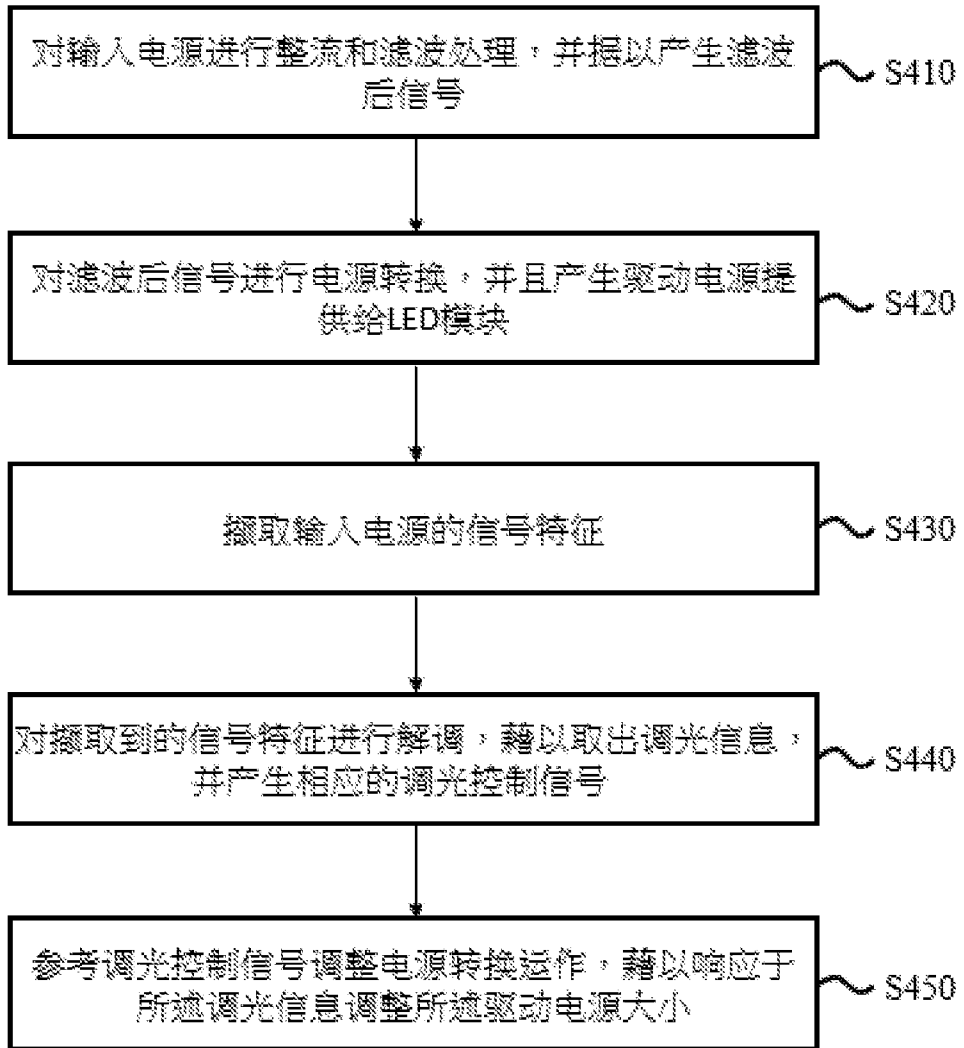 对输入电源进行整流和滤波处理，并据以产生滤波
后信号
S410
对滤波后信号进行电源转换，并且产生驱动电源提
供给LED模块
S420
撷取输入电源的信号特征
S430
对撷取到的信号特征进行解调，藉以取出调光信息，
并产生相应的调光控制信号
S440
参考调光控制信号调整电源转换运作，藉以响应于
所述调光信息调整所述驱动电源大小
S450